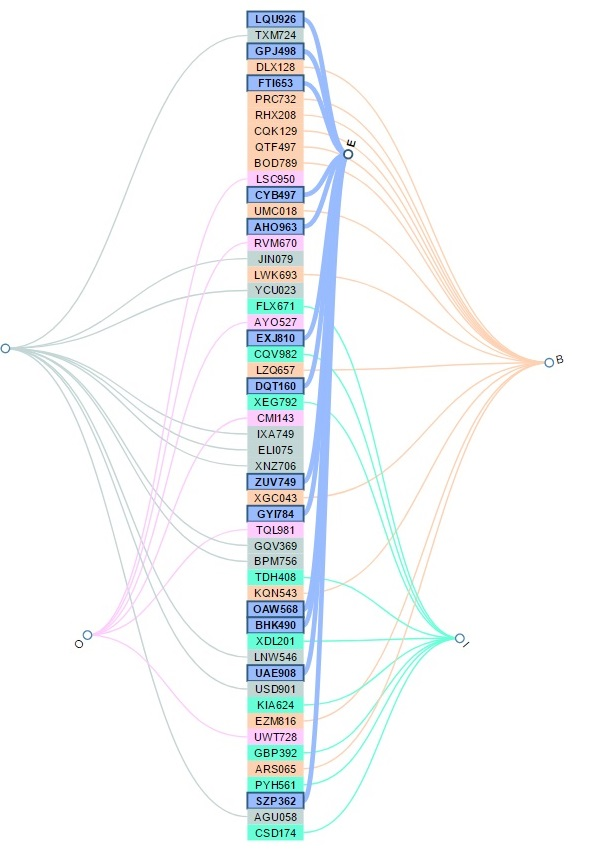 LQU926
TXM724
GPJ498
DLX128
FTI653
PRC732
RHX208
CQK129
QTF497
BOD789
E
LSC950
CYB497
UMC018
AHO963
RVM670
JIN079
LWK693
YCU023
FLX671
AYO527
EXJ810
CQV982
B
LZQ657
DQT160
XEG792
CMI143
IXA749
ELI075
XNZ706
ZUV749
XGC043
GYI784
TQL981
GQV369
BPM756
TDH408
KQN543
OAW568
BHK490
O
XDL201
I
LNW546
UAE908
USD901
KIA624
EZM816
UWT728
GBP392
ARS065
PYH561
SZP362
AGU058
CSD174